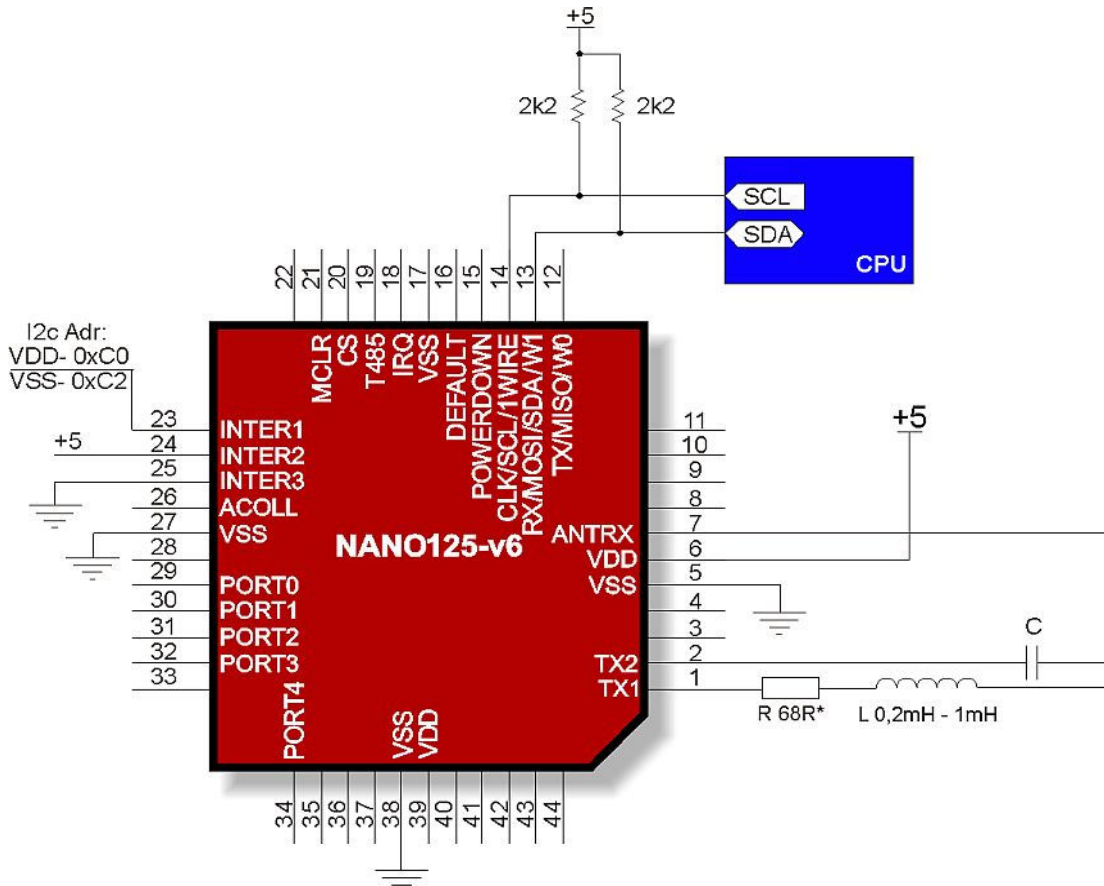 +5
2k2
2k2
SCL
SDA
CPU
22
21
20
19
18
17
16
15
14
13
12
MCLR
CS
T485
IRQ
VSS
DEFAULT
POWERDOWN
CLK/SCL/1WIRE
RX/MOSI/SDA/W1
TX/MISO/W0
I2c Adr:
VDD- 0xC0
VSS- 0xC2
23
INTER1
+5
24
INTER2
25
INTER3
26
ACOLL
27
VSS
28
29
PORT0
30
PORT1
31
PORT2
32
PORT3
33
NANO125-v6
+5
11
10
9
8
ANTRX
7
VDD
6
VSS
5
4
3
TX2
2
TX1
1
C
R 68R*
L 0,2mH - 1mH
PORT4
VSS
VDD
34
35
36
37
38
39
40
41
42
43
44